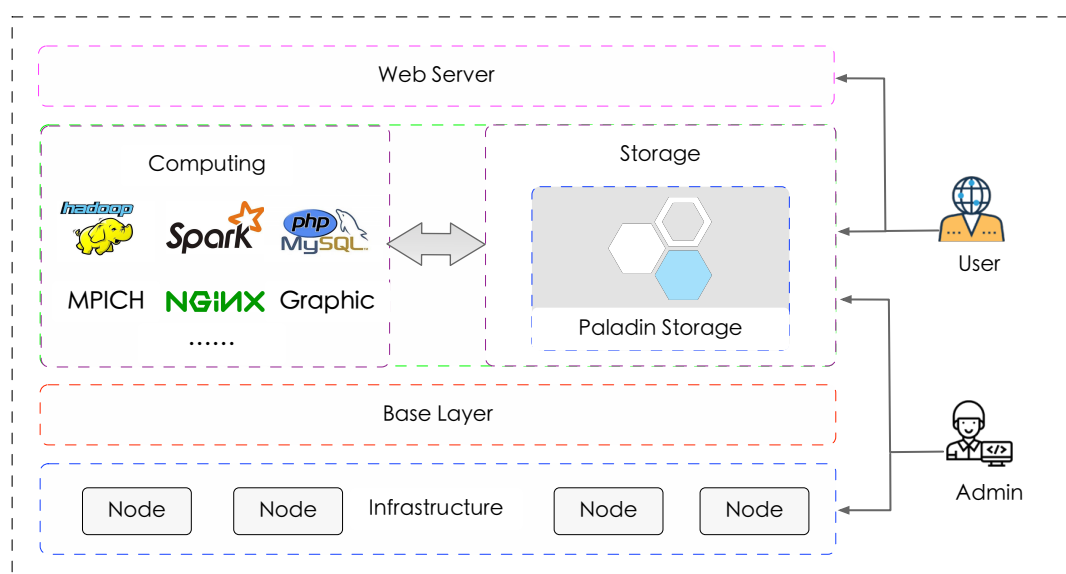 Web Server
Computing
Storage
hadoop
Spark
php
MySQL
MPICH
NGiNX
Graphic
......
Paladin Storage
User
Base Layer
Admin
Node
Node
Infrastructure
Node
Node